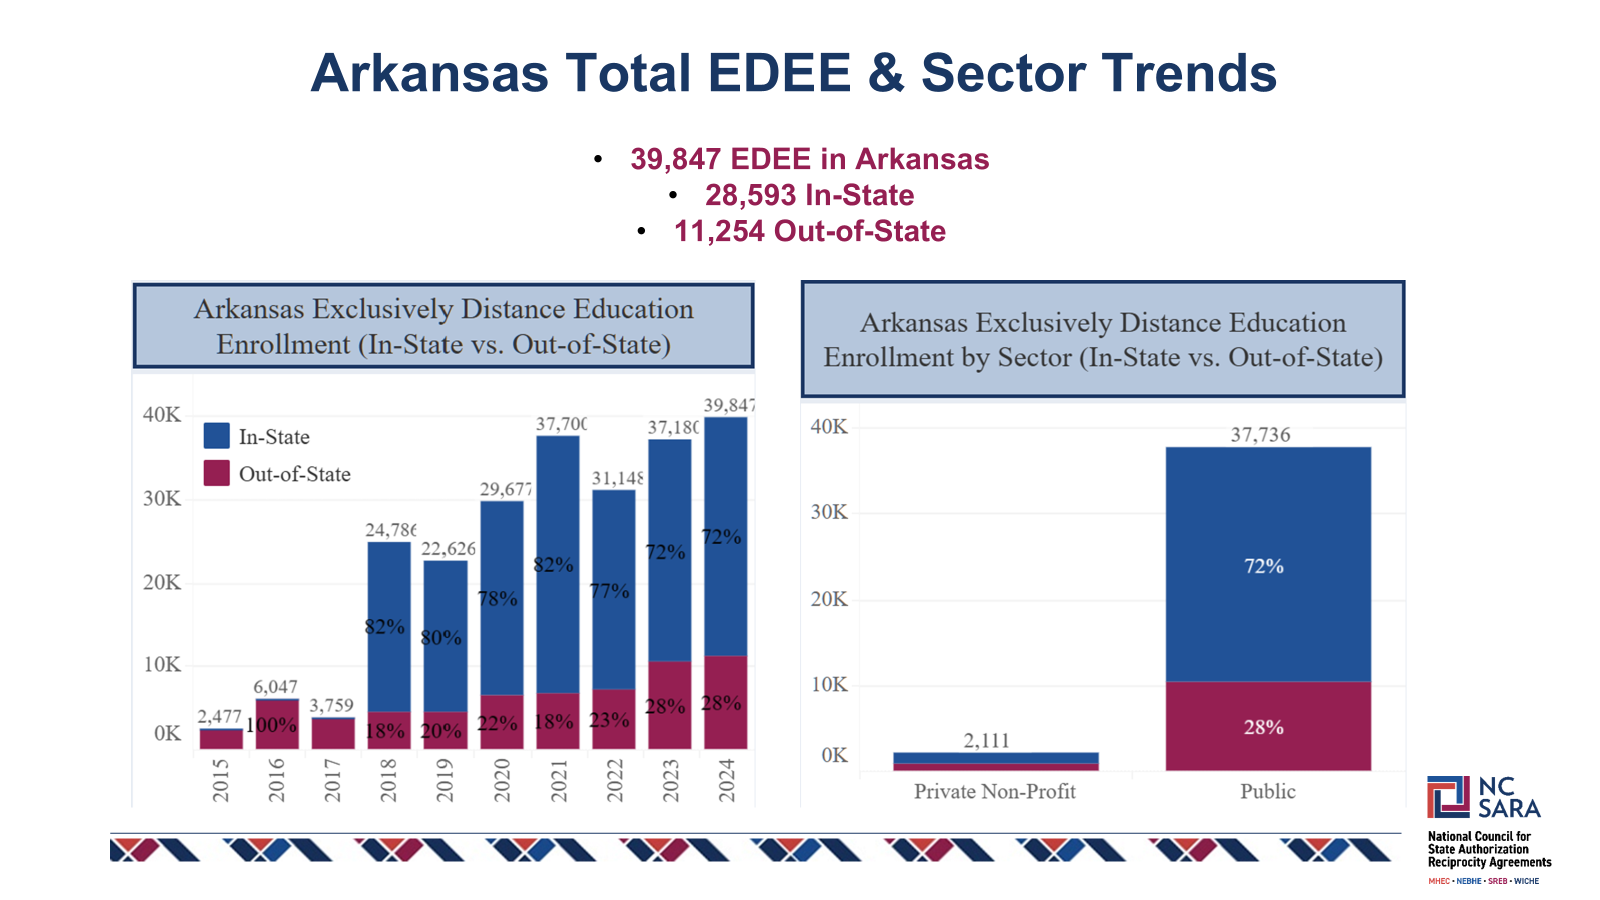 Arkansas Total EDEE & Sector Trends
• 39,847 EDEE in Arkansas
• 28,593 In-State
• 11,254 Out-of-State
Arkansas Exclusively Distance Education
Enrollment (In-State vs. Out-of-State)
40K
30K
20K
10K
0K
In-State
Out-of-State
2,477
6,047
3,759
24,786
22,626
29,677
37,700
31,148
37,180
39,847
100%
82%
80%
78%
82%
77%
72%
72%
18%
20%
22%
18%
23%
28%
28%
2015
2016
2017
2018
2019
2020
2021
2022
2023
2024
Arkansas Exclusively Distance Education
Enrollment by Sector (In-State vs. Out-of-State)
40K
30K
20K
10K
0K
2,111
37,736
72%
28%
Private Non-Profit
Public
NC
SARA
National Council for
State Authorization
Reciprocity Agreements
MHEC • NEBHE • SREB • WICHE